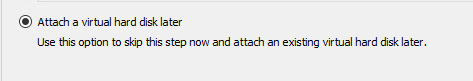 Attach a virtual hard disk later
Use this option to skip this step now and attach an existing virtual hard disk later.